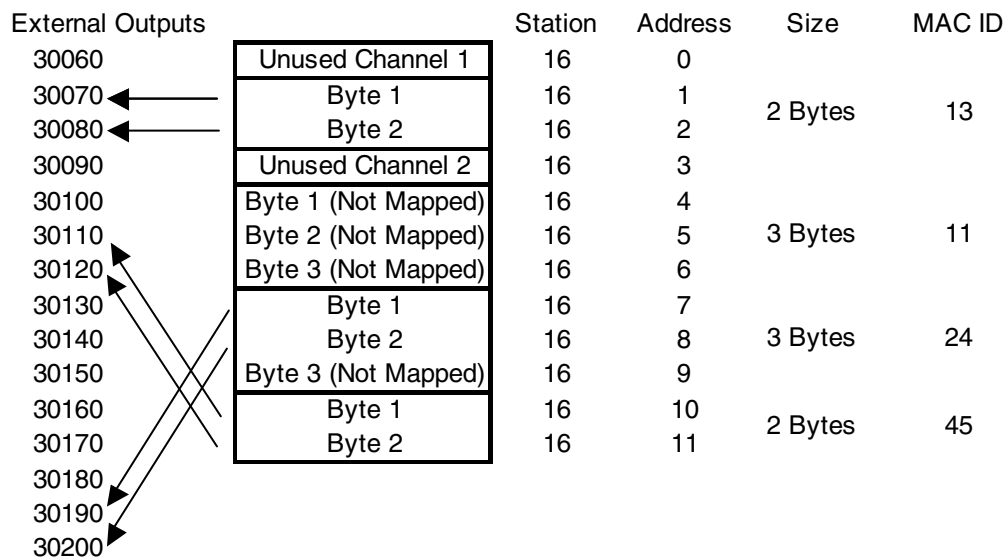 External Outputs Station Address Size MAC ID
30060 Unused Channel 1 16 0
30070 Byte 1 16 1
2 Bytes 13
30080 Byte 2 16 2
30090 Unused Channel 2 16 3
30100 Byte 1 (Not Mapped) 16 4
30110 Byte 2 (Not Mapped) 16 5 3 Bytes 11
30120 Byte 3 (Not Mapped) 16 6
30130 Byte 1 16 7
30140 Byte 2 16 8 3 Bytes 24
30150 Byte 3 (Not Mapped) 16 9
30160 Byte 1 16 10
2 Bytes 45
30170 Byte 2 16 11
30180
30190
30200